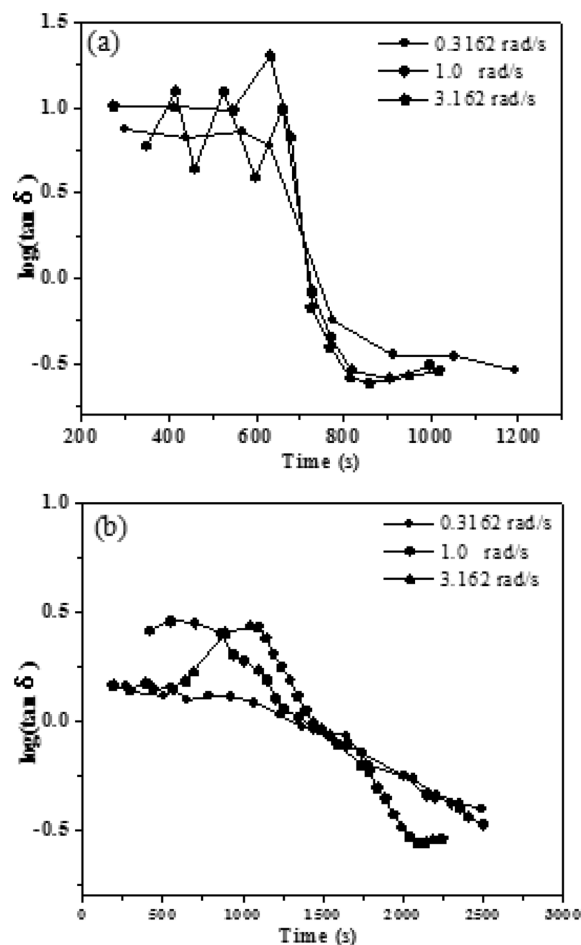 (a)
1.5
1.0
0.5
0.0
-0.5
log(tan δ)
0.3162 rad/s
1.0 rad/s
3.162 rad/s
200 400 600 800 1000 1200
Time (s)
(b)
1.0
0.5
0.0
-0.5
log(tan δ)
0.3162 rad/s
1.0 rad/s
3.162 rad/s
0 500 1000 1500 2000 2500 3000
Time (s)